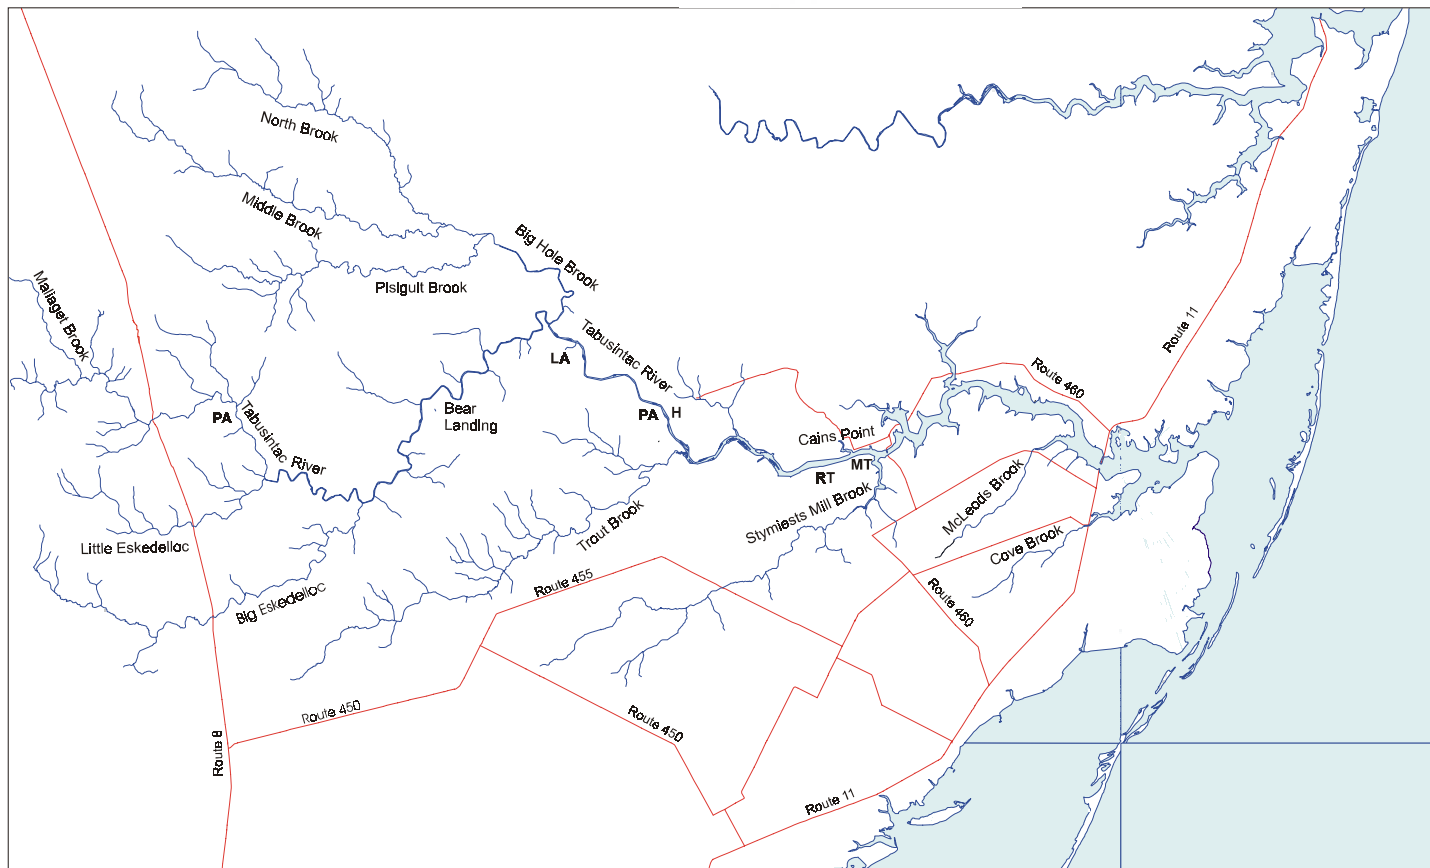 North Brook
Middle Brook
Big Hole Brook
Pisiguit Brook
Maliaget Brook
Route 11
Tabusintac River
LA
Route 460
PA
Tabusintac River
Bear
Landing
PA
H
Cains Point
MT
RT
McLeods Brook
Stymiests Mill Brook
Trout Brook
Little Eskedelloc
Cove Brook
Route 455
Big Eskedelloc
Route 460
Route 450
Route 450
Route 8
Route 11